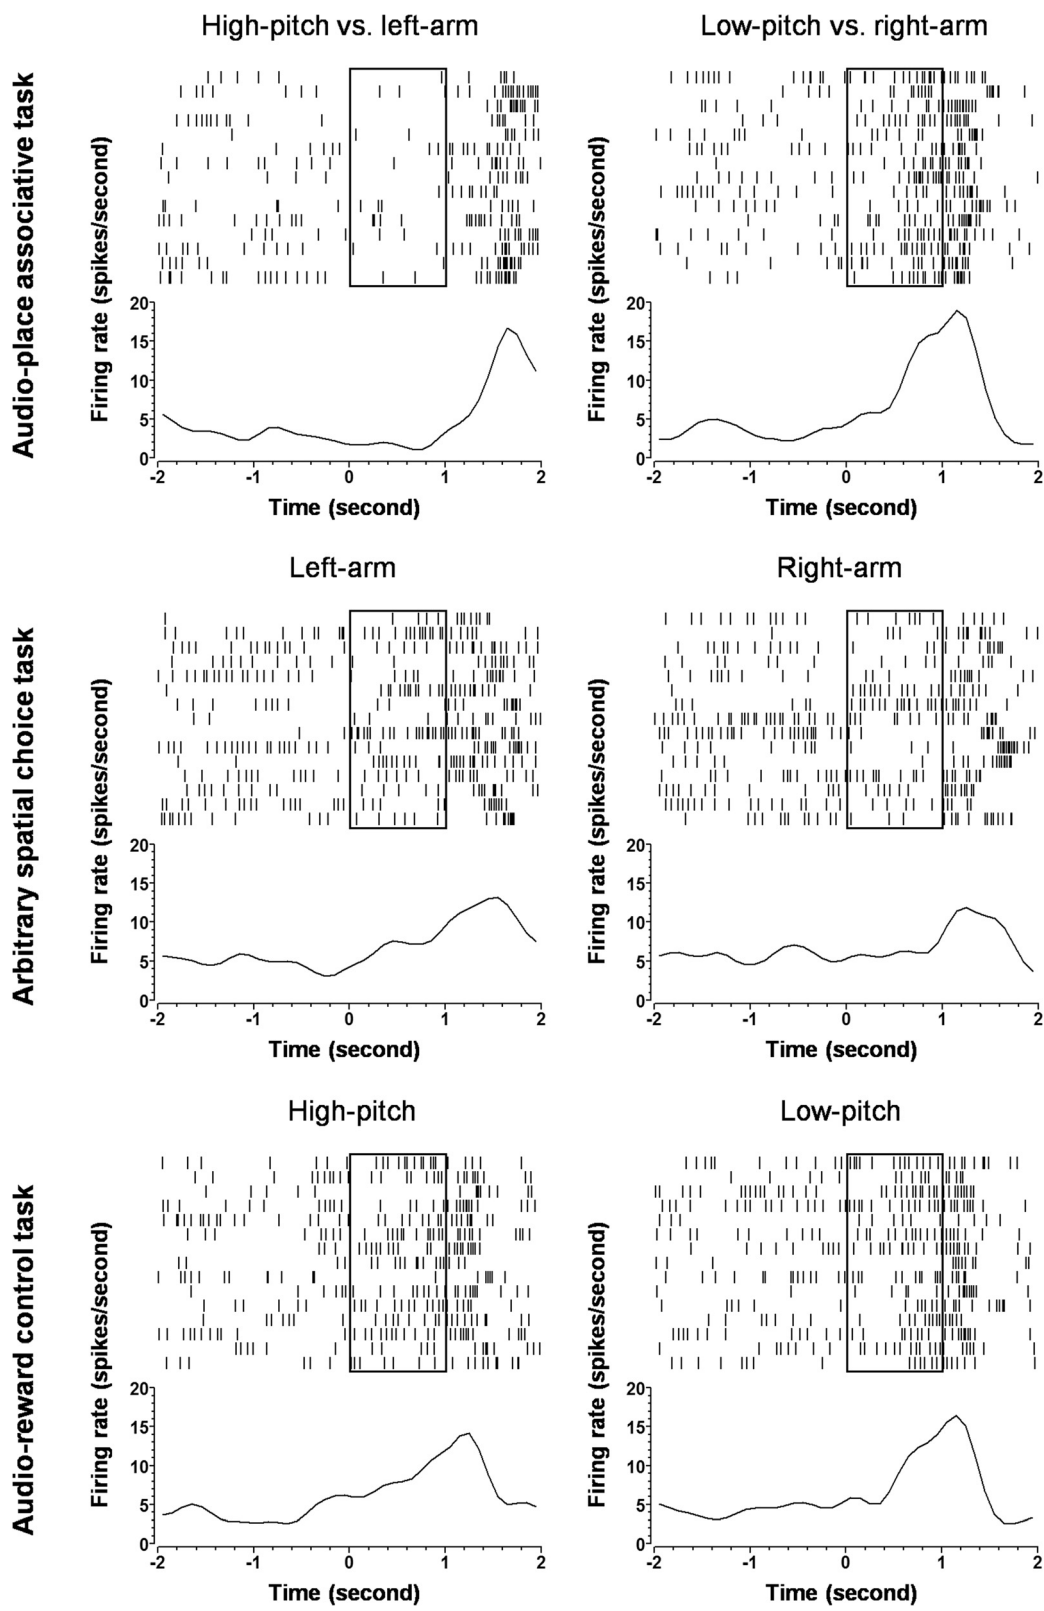 High-pitch vs. left-arm
Low-pitch vs. right-arm
Audio-place associative task
Firing rate (spikes/second)
20
15
10
5
0
-2 -1 0 1 2
Time (second)
Firing rate (spikes/second)
20
15
10
5
0
-2 -1 0 1 2
Time (second)
Left-arm
Right-arm
Arbitrary spatial choice task
Firing rate (spikes/second)
20
15
10
5
0
-2 -1 0 1 2
Time (second)
Firing rate (spikes/second)
20
15
10
5
0
-2 -1 0 1 2
Time (second)
High-pitch
Low-pitch
Audio-reward control task
Firing rate (spikes/second)
20
15
10
5
0
-2 -1 0 1 2
Time (second)
Firing rate (spikes/second)
20
15
10
5
0
-2 -1 0 1 2
Time (second)